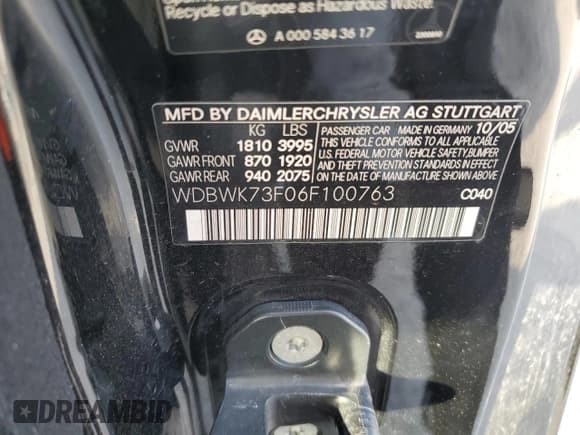 Recycle or Dispose as Hazardous Waste.
A 000 584 36 17
MFD BY DAIMLERCHRYSLER AG STUTTGART
KG LBS PASSENGER CAR MADE IN GERMANY 10/05
GVWR 1810 3995 THIS VEHICLE CONFORMS TO ALL APPLICABLE
GAWR FRONT 870 1920 U.S. FEDERAL MOTOR VEHICLE SAFETY, BUMPER
GAWR REAR 940 2075 AND THEFT PREVENTION STANDARDS IN EFFECT
ON THE DATE OF MANUFACTURE SHOWN ABOVE.
WDBWK73F06F100763 C040
DREAMBID